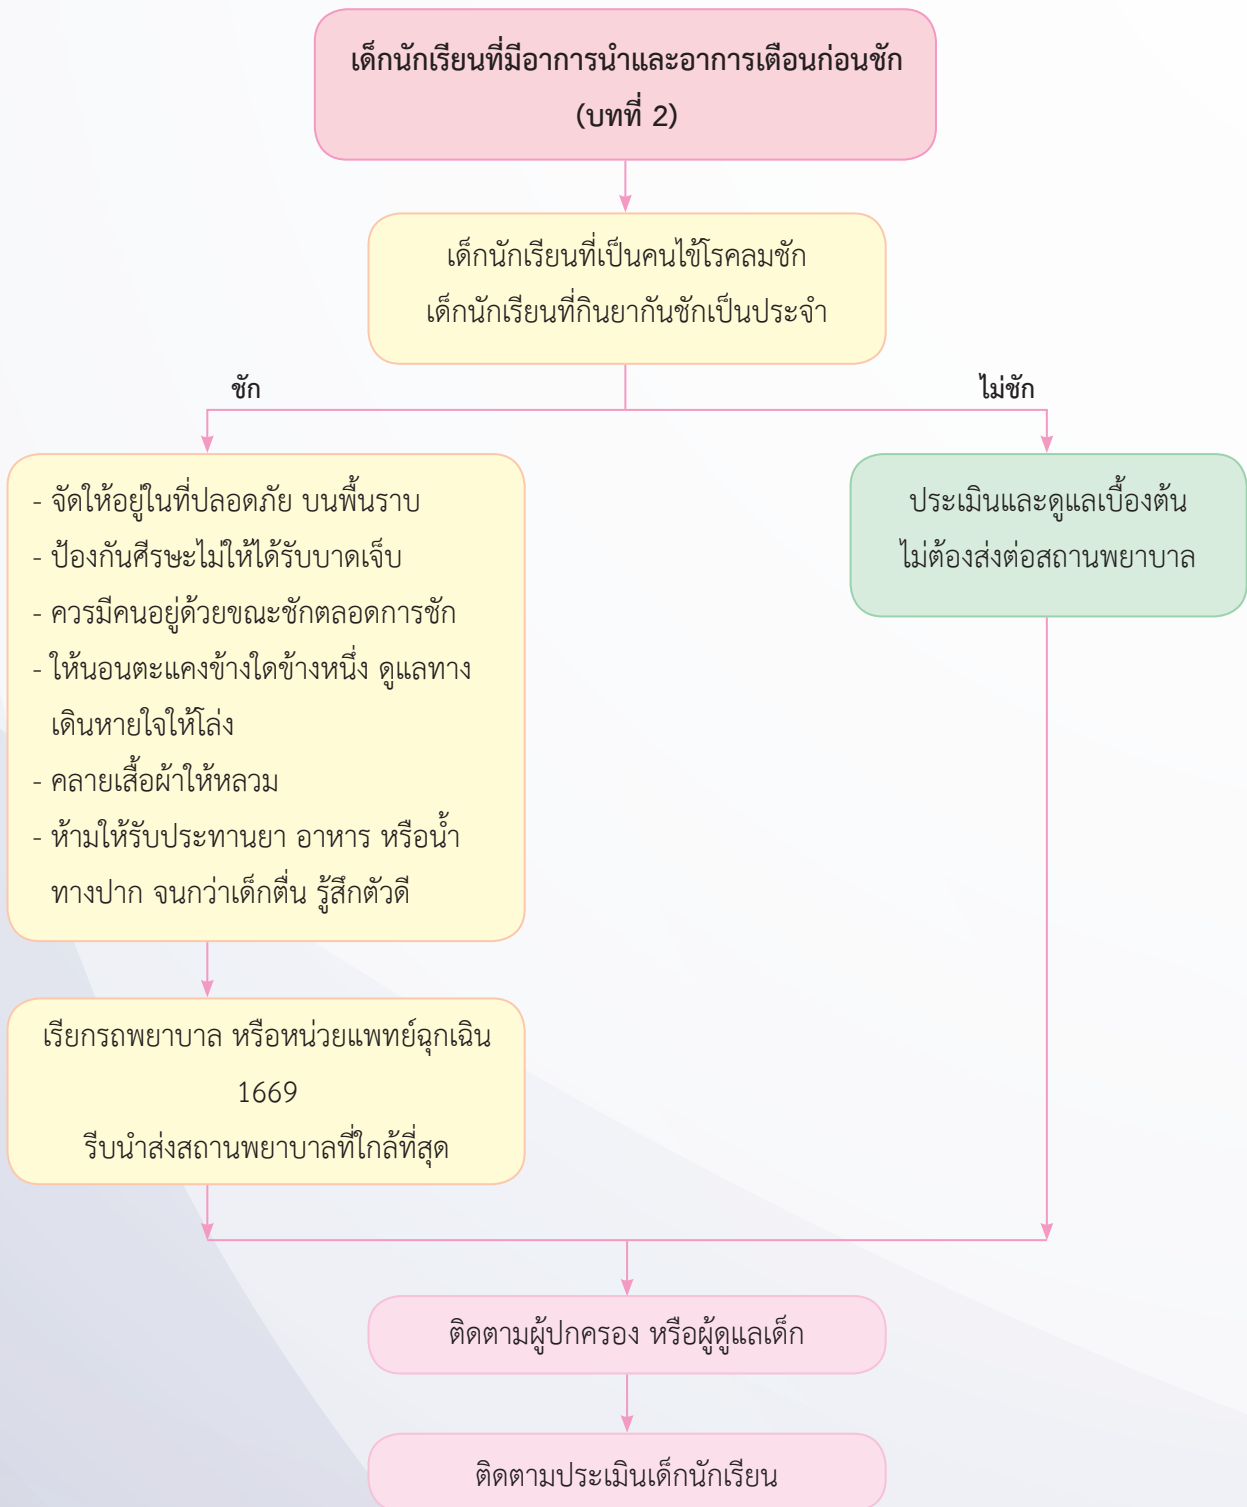 เด็กนักเรียนที่มีอาการนำและอาการเตือนก่อนชัก
(บทที่ 2)
เด็กนักเรียนที่เป็นคนไข้โรคลมชัก
เด็กนักเรียนที่กินยากันชักเป็นประจำ
ชัก
ไม่ชัก
- จัดให้อยู่ในที่ปลอดภัย บนพื้นราบ
- ป้องกันศีรษะไม่ให้ได้รับบาดเจ็บ
- ควรมีคนอยู่ด้วยขณะชักตลอดการชัก
- ให้นอนตะแคงข้างใดข้างหนึ่ง ดูแลทาง
เดินหายใจให้โล่ง
- คลายเสื้อผ้าให้หลวม
- ห้ามให้รับประทานยา อาหาร หรือน้ำ
ทางปาก จนกว่าเด็กตื่น รู้สึกตัวดี
ประเมินและดูแลเบื้องต้น
ไม่ต้องส่งต่อสถานพยาบาล
เรียกรถพยาบาล หรือหน่วยแพทย์ฉุกเฉิน
1669
รีบนำส่งสถานพยาบาลที่ใกล้ที่สุด
ติดตามผู้ปกครอง หรือผู้ดูแลเด็ก
ติดตามประเมินเด็กนักเรียน